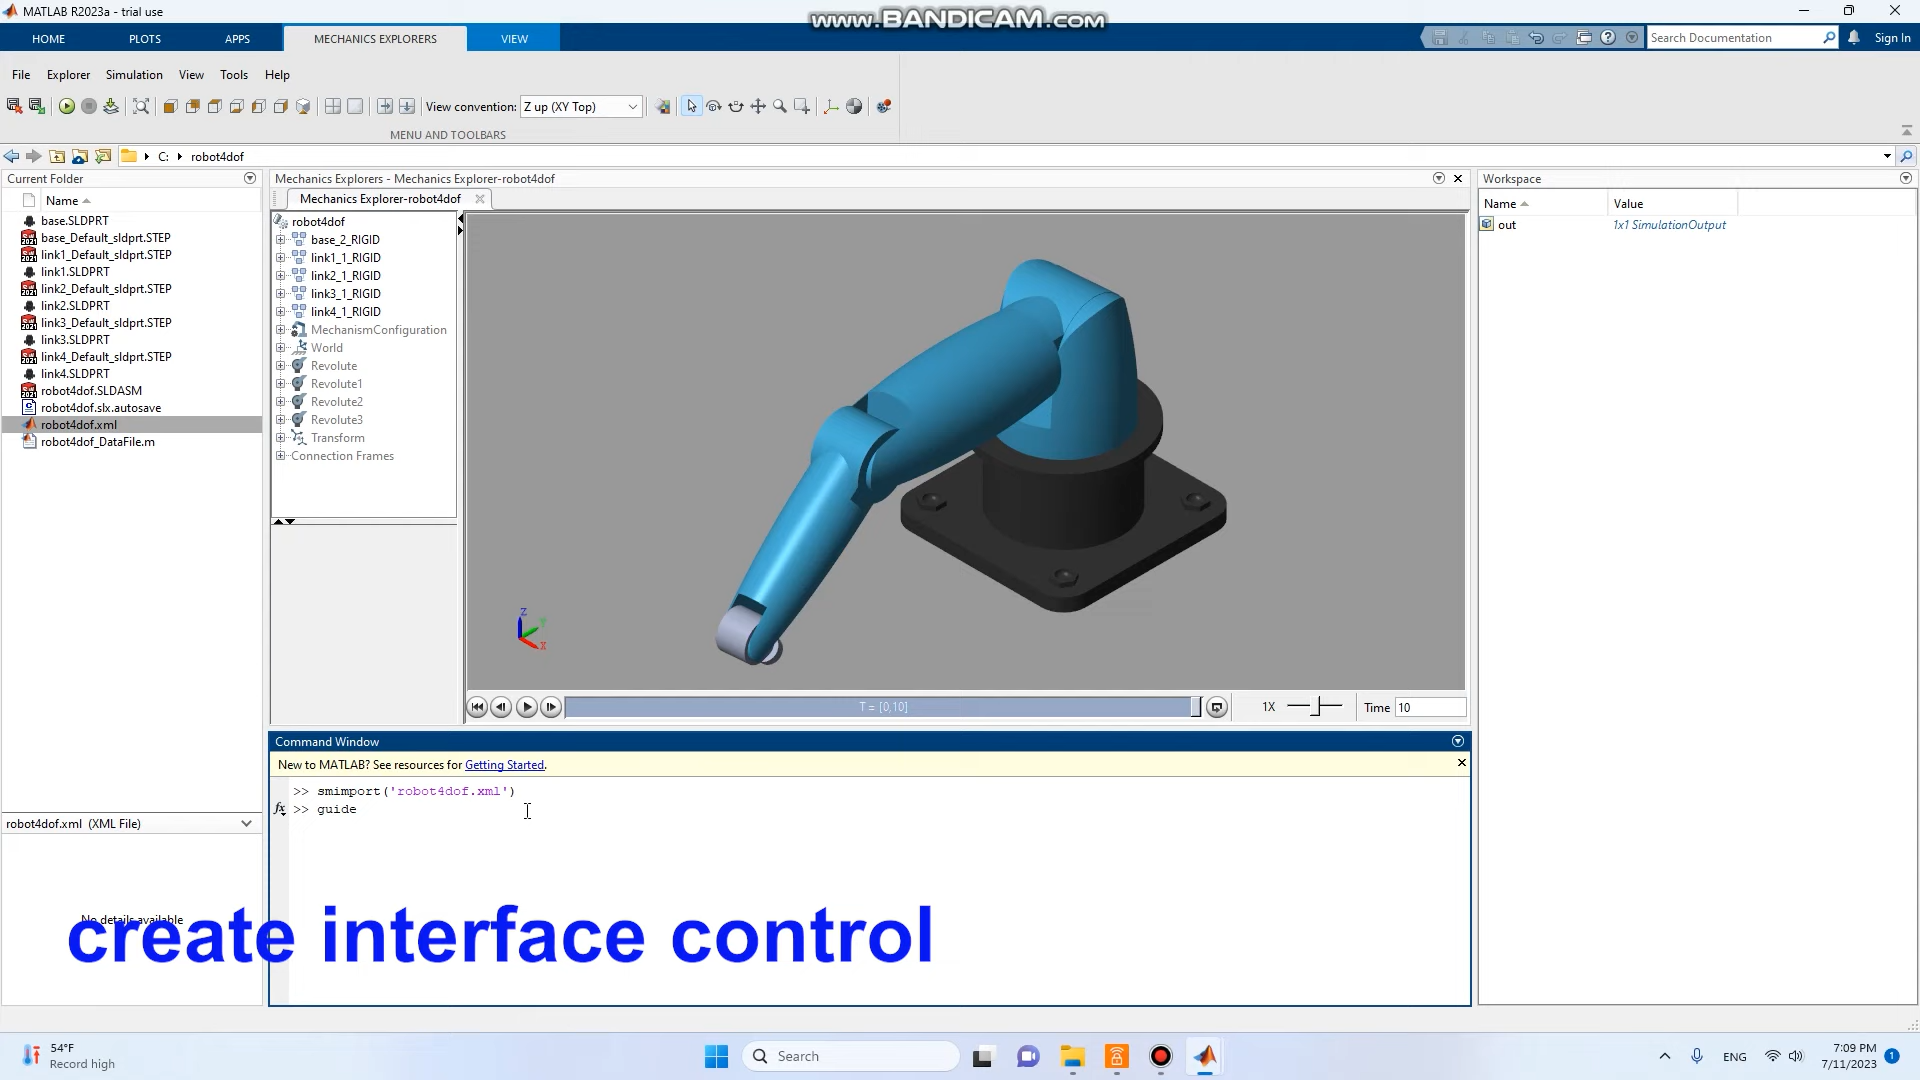 MATLAB R2023a - trial use
www.BANDICAM.com
HOME
PLOTS
APPS
MECHANICS EXPLORERS
VIEW
Search Documentation
Sign In
File
Explorer
Simulation
View
Tools
Help
View convention:
Z up (XY Top)
MENU AND TOOLBARS
C:
robot4dof
Current Folder
Name
base.SLDPRT
base_Default_sldprt.STEP
link1_Default_sldprt.STEP
link1.SLDPRT
link2_Default_sldprt.STEP
link2.SLDPRT
link3_Default_sldprt.STEP
link3.SLDPRT
link4_Default_sldprt.STEP
link4.SLDPRT
robot4dof.SLDASM
robot4dof.slx.autosave
robot4dof.xml
robot4dof_DataFile.m
robot4dof.xml (XML File)
No details available
Mechanics Explorers - Mechanics Explorer-robot4dof
Mechanics Explorer-robot4dof
robot4dof
base_2_RIGID
link1_1_RIGID
link2_1_RIGID
link3_1_RIGID
link4_1_RIGID
MechanismConfiguration
World
Revolute
Revolute1
Revolute2
Revolute3
Transform
Connection Frames
Z
Y
X
T = [0,10]
1X
Time
10
Workspace
Name
Value
out
1x1 SimulationOutput
Command Window
New to MATLAB? See resources for Getting Started.
>> smimport('robot4dof.xml')
fx >> guide
create interface control
54°F
Record high
Search
ENG
7:09 PM
7/11/2023
1